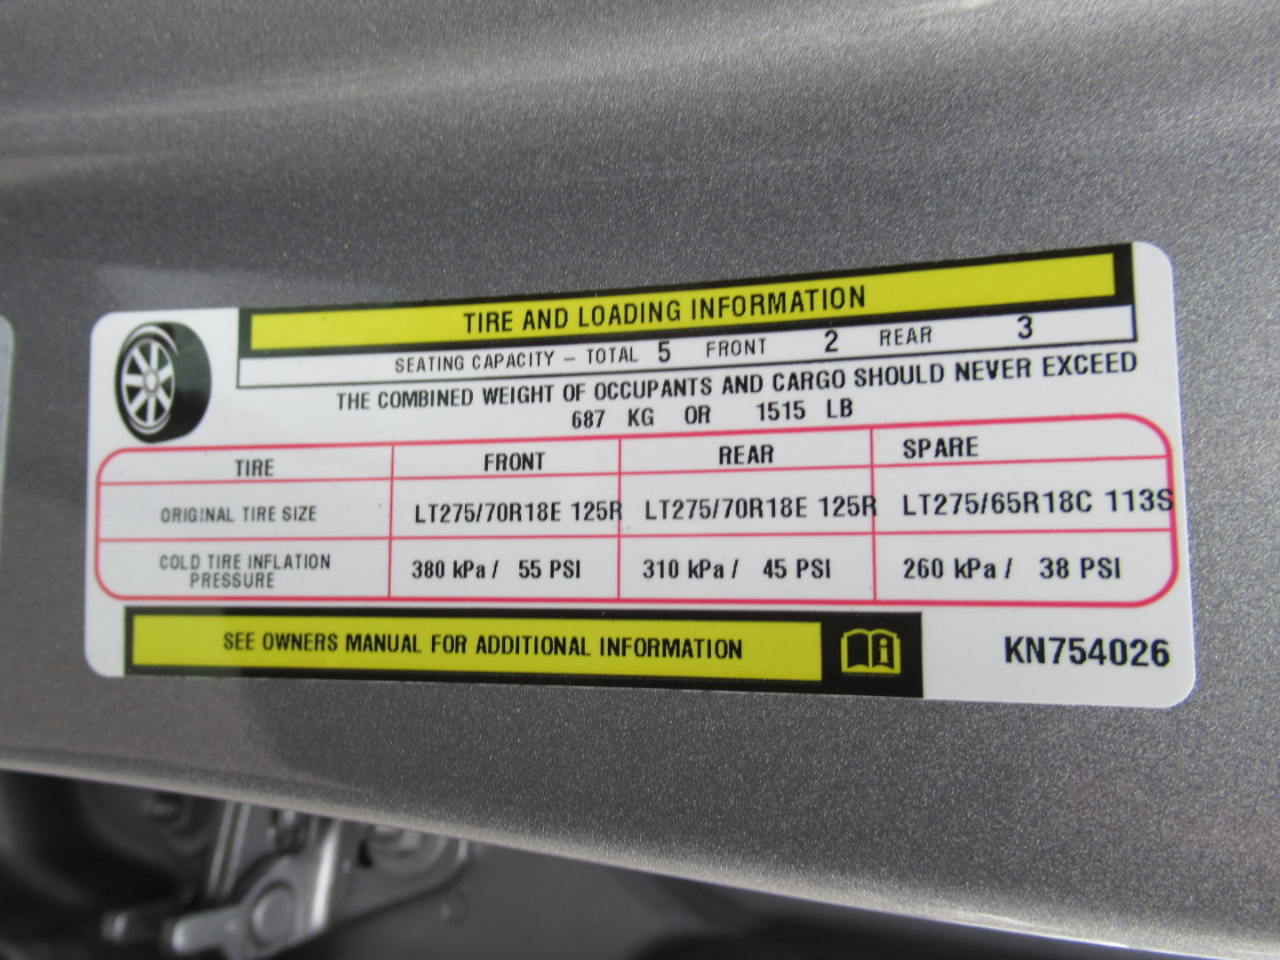 TIRE AND LOADING INFORMATION
SEATING CAPACITY – TOTAL 5 FRONT 2 REAR 3
THE COMBINED WEIGHT OF OCCUPANTS AND CARGO SHOULD NEVER EXCEED
687 KG OR 1515 LB
TIRE FRONT REAR SPARE
ORIGINAL TIRE SIZE LT275/70R18E 125R LT275/70R18E 125R LT275/65R18C 113S
COLD TIRE INFLATION
PRESSURE 380 kPa / 55 PSI 310 kPa / 45 PSI 260 kPa / 38 PSI
SEE OWNERS MANUAL FOR ADDITIONAL INFORMATION
KN754026